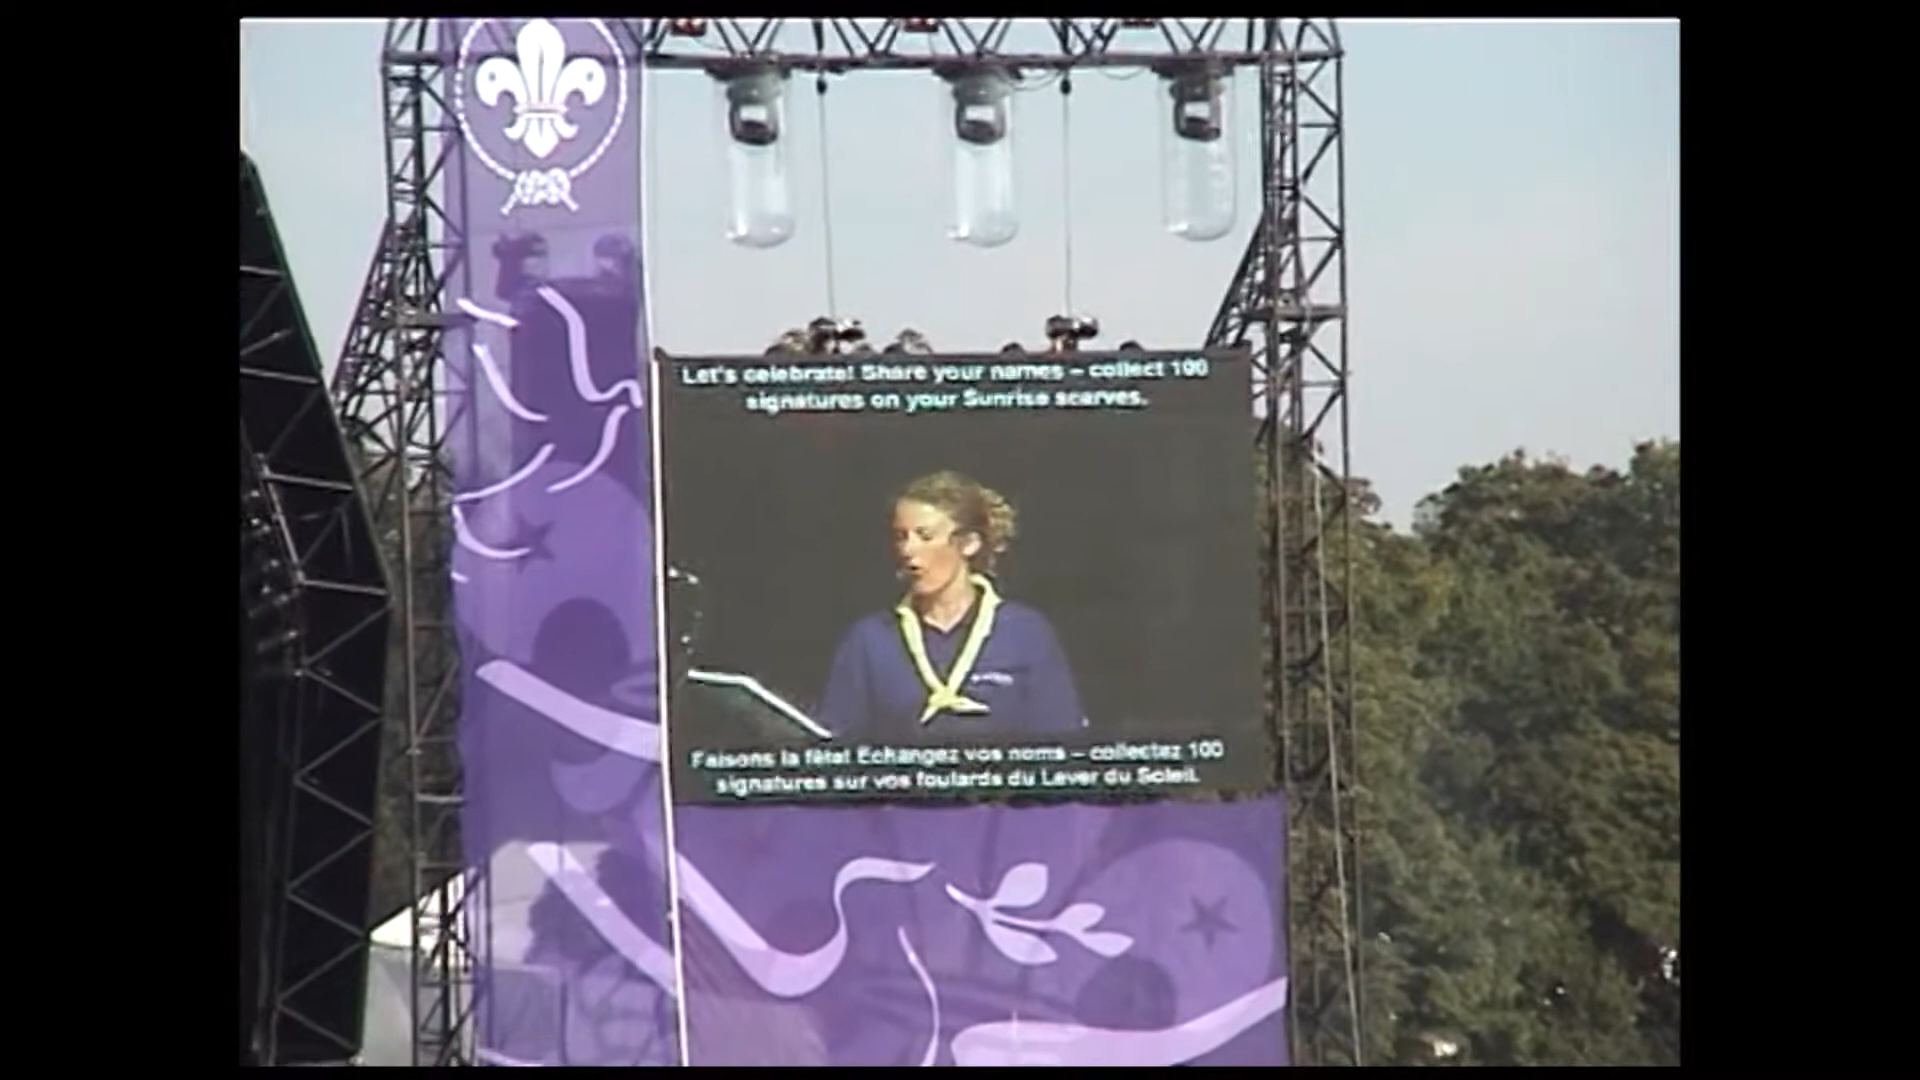 Let's celebrate! Share your names – collect 100
signatures on your Sunrise scarves.
Faisons la fête! Echangez vos noms – collectez 100
signatures sur vos foulards du Lever du Soleil.